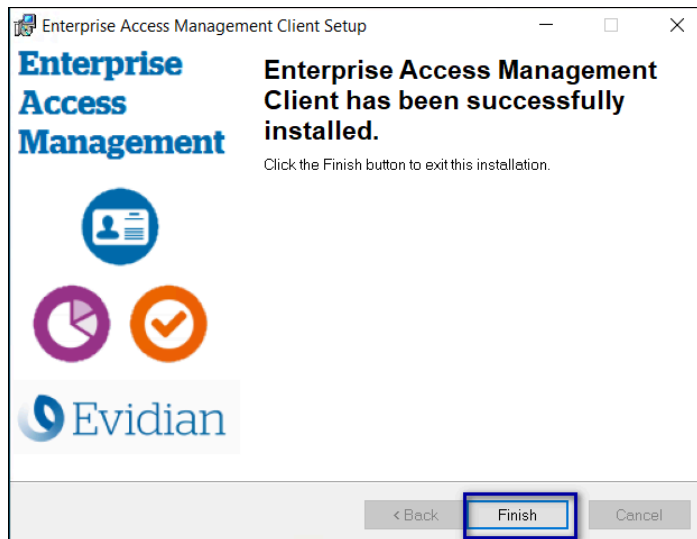 Enterprise Access Management Client Setup
Enterprise
Access
Management
Enterprise Access Management
Client has been successfully
installed.
Click the Finish button to exit this installation.
Evidian
< Back
Finish
Cancel